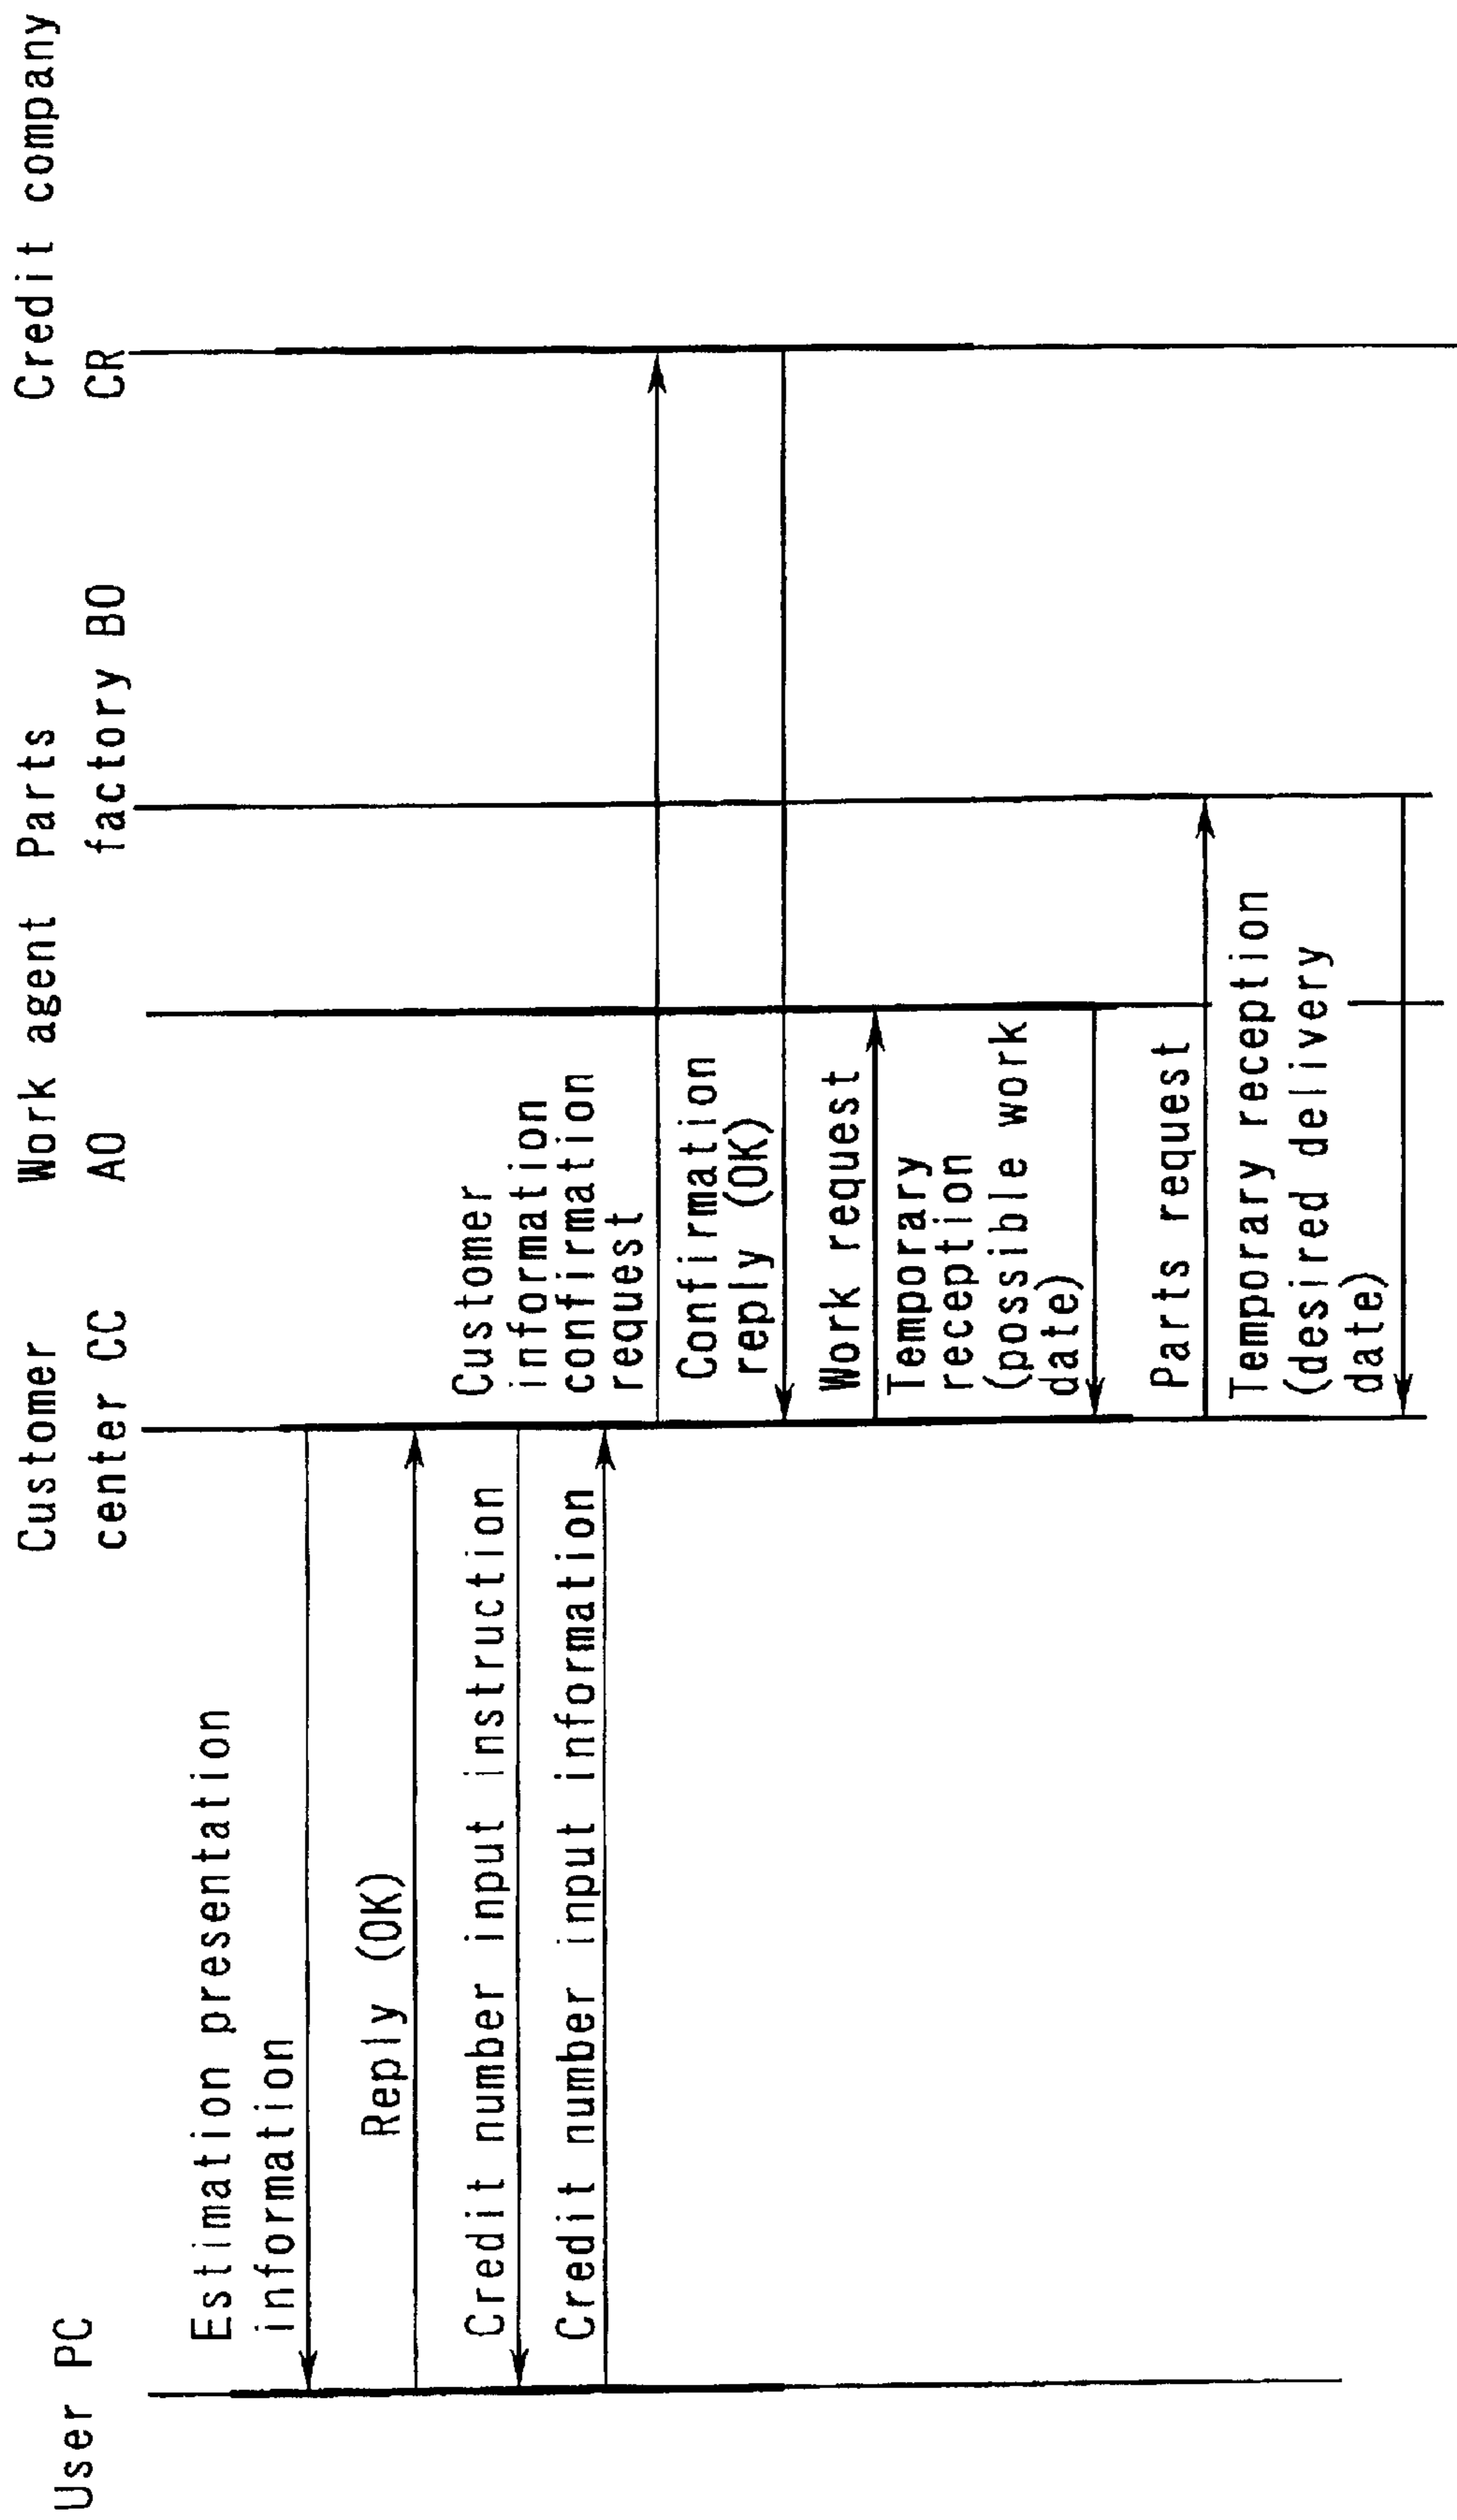 User PC
Customer
center CC
Work agent
AO
Parts
factory BO
Credit company
CR
Estimation presentation
information
Reply (OK)
Credit number input instruction
Credit number input information
Customer
information
confirmation
request
Confirmation
reply (OK)
Work request
Temporary
reception
(possible work
date)
Parts request
Temporary reception
(desired delivery
date)